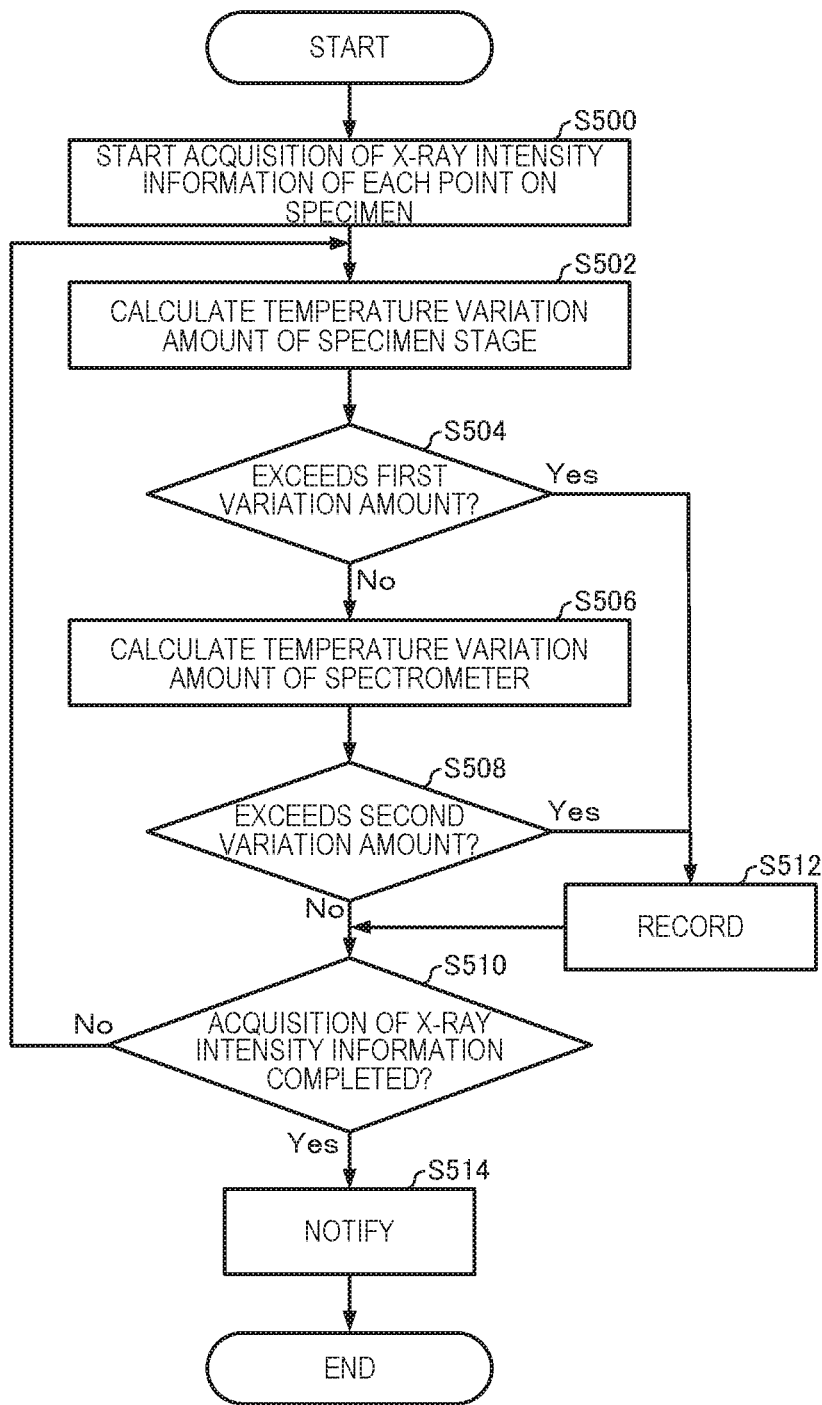 START
S500
START ACQUISITION OF X-RAY INTENSITY
INFORMATION OF EACH POINT ON
SPECIMEN
S502
CALCULATE TEMPERATURE VARIATION
AMOUNT OF SPECIMEN STAGE
S504
EXCEEDS FIRST
VARIATION AMOUNT?
Yes
No
S506
CALCULATE TEMPERATURE VARIATION
AMOUNT OF SPECTROMETER
S508
EXCEEDS SECOND
VARIATION AMOUNT?
Yes
No
S512
RECORD
S510
ACQUISITION OF X-RAY
INTENSITY INFORMATION
COMPLETED?
No
Yes
S514
NOTIFY
END